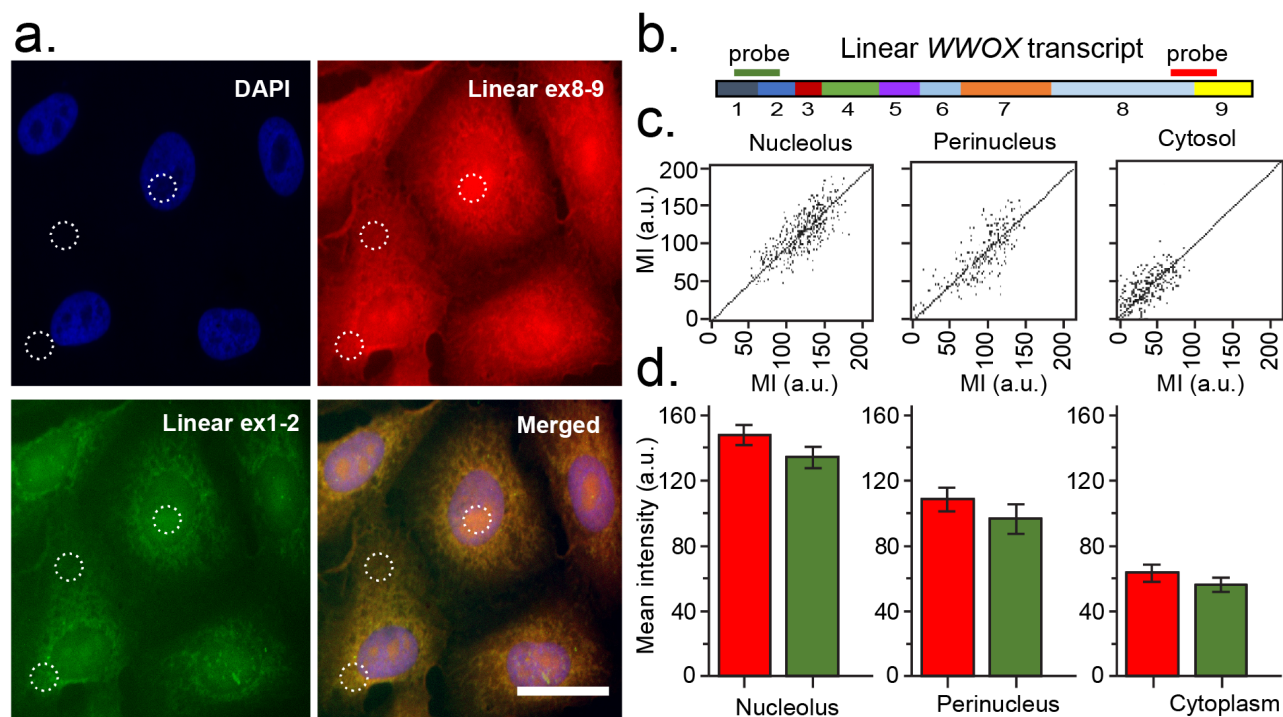 a.
DAPI
Linear ex8-9
Linear ex1-2
Merged
b.
Linear WWOX transcript
probe
probe
1 2 3 4 5 6 7 8 9
c.
Nucleolus
Perinucleus
Cytosol
MI (a.u.)
200
150
100
50
0
0 50 100 150 200
0 50 100 150 200
0 50 100 150 200
MI (a.u.)
MI (a.u.)
MI (a.u.)
d.
Mean intensity (a.u.)
160
120
80
40
0
160
120
80
40
0
160
120
80
40
0
Nucleolus
Perinucleus
Cytoplasm